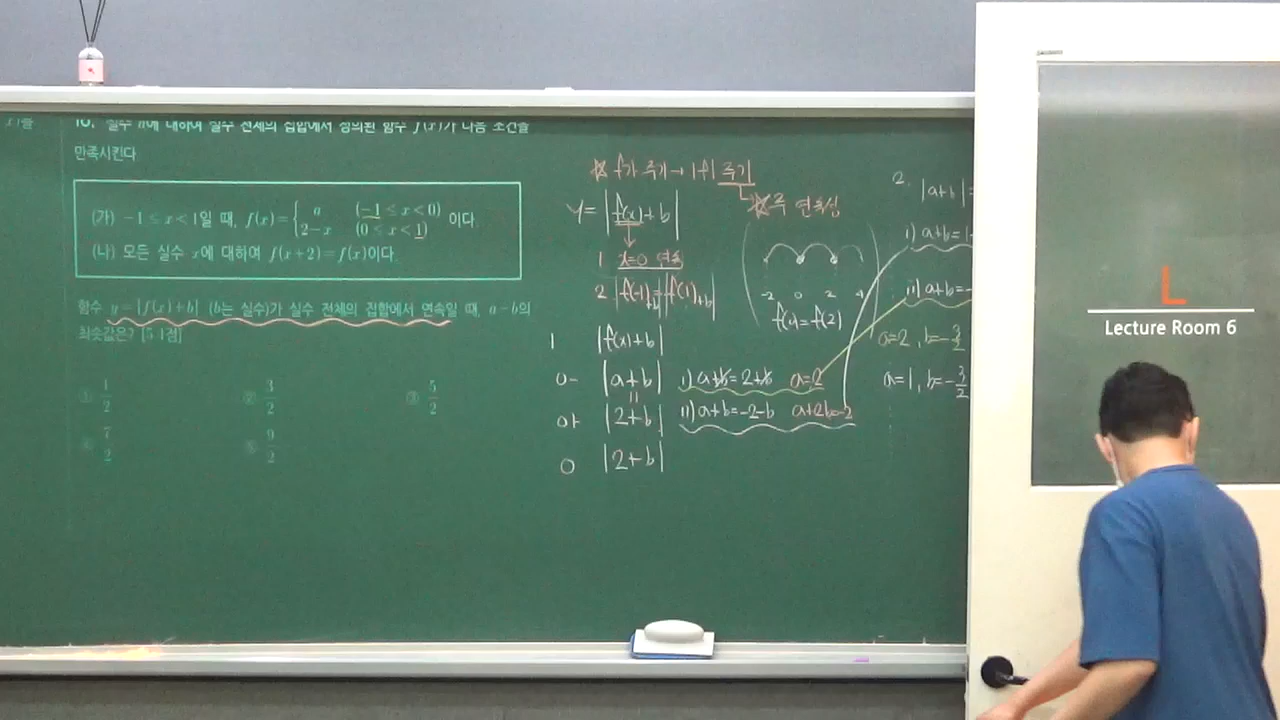 지를
10. 실수 a에 대하여 실수 전체의 집합에서 정의된 함수 f(x)가 다음 조건을
만족시킨다.
(가) -1 ≤ x < 1일 때, f(x) = { a (-1 ≤ x < 0) 이다.
2-x (0 ≤ x < 1)
(나) 모든 실수 x에 대하여 f(x+2)=f(x)이다.
함수 y=|f(x)+b| (b는 실수)가 실수 전체의 집합에서 연속일 때, a-b의
최솟값은? [5.1점]
① 1/2 ② 3/2 ③ 5/2
④ 7/2 ⑤ 9/2
f가 주기→|f| 주기
y=|f(x)+b|
1 x=0 연속
2 |f(-1)+b|=|f(1)+b|
연속성
-2 0 2 4
f(0)=f(2)
1 |f(x)+b|
0- |a+b|
=
0+ |2+b|
0 |2+b|
i) a+b=2+b a=2
ii) a+b=-2-b a+2b=-2
2. |a+b|=
i) a+b=1-
ii) a+b=-
a=2, b=-3/2
a=1, b=-3/2
L
Lecture Room 6